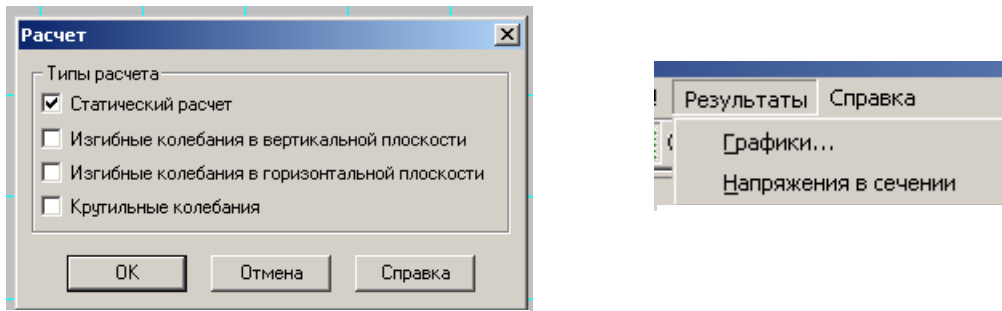 Расчет
Типы расчета
Статический расчет
Изгибные колебания в вертикальной плоскости
Изгибные колебания в горизонтальной плоскости
Крутильные колебания
OK Отмена Справка
Результаты Справка
Графики...
Напряжения в сечении